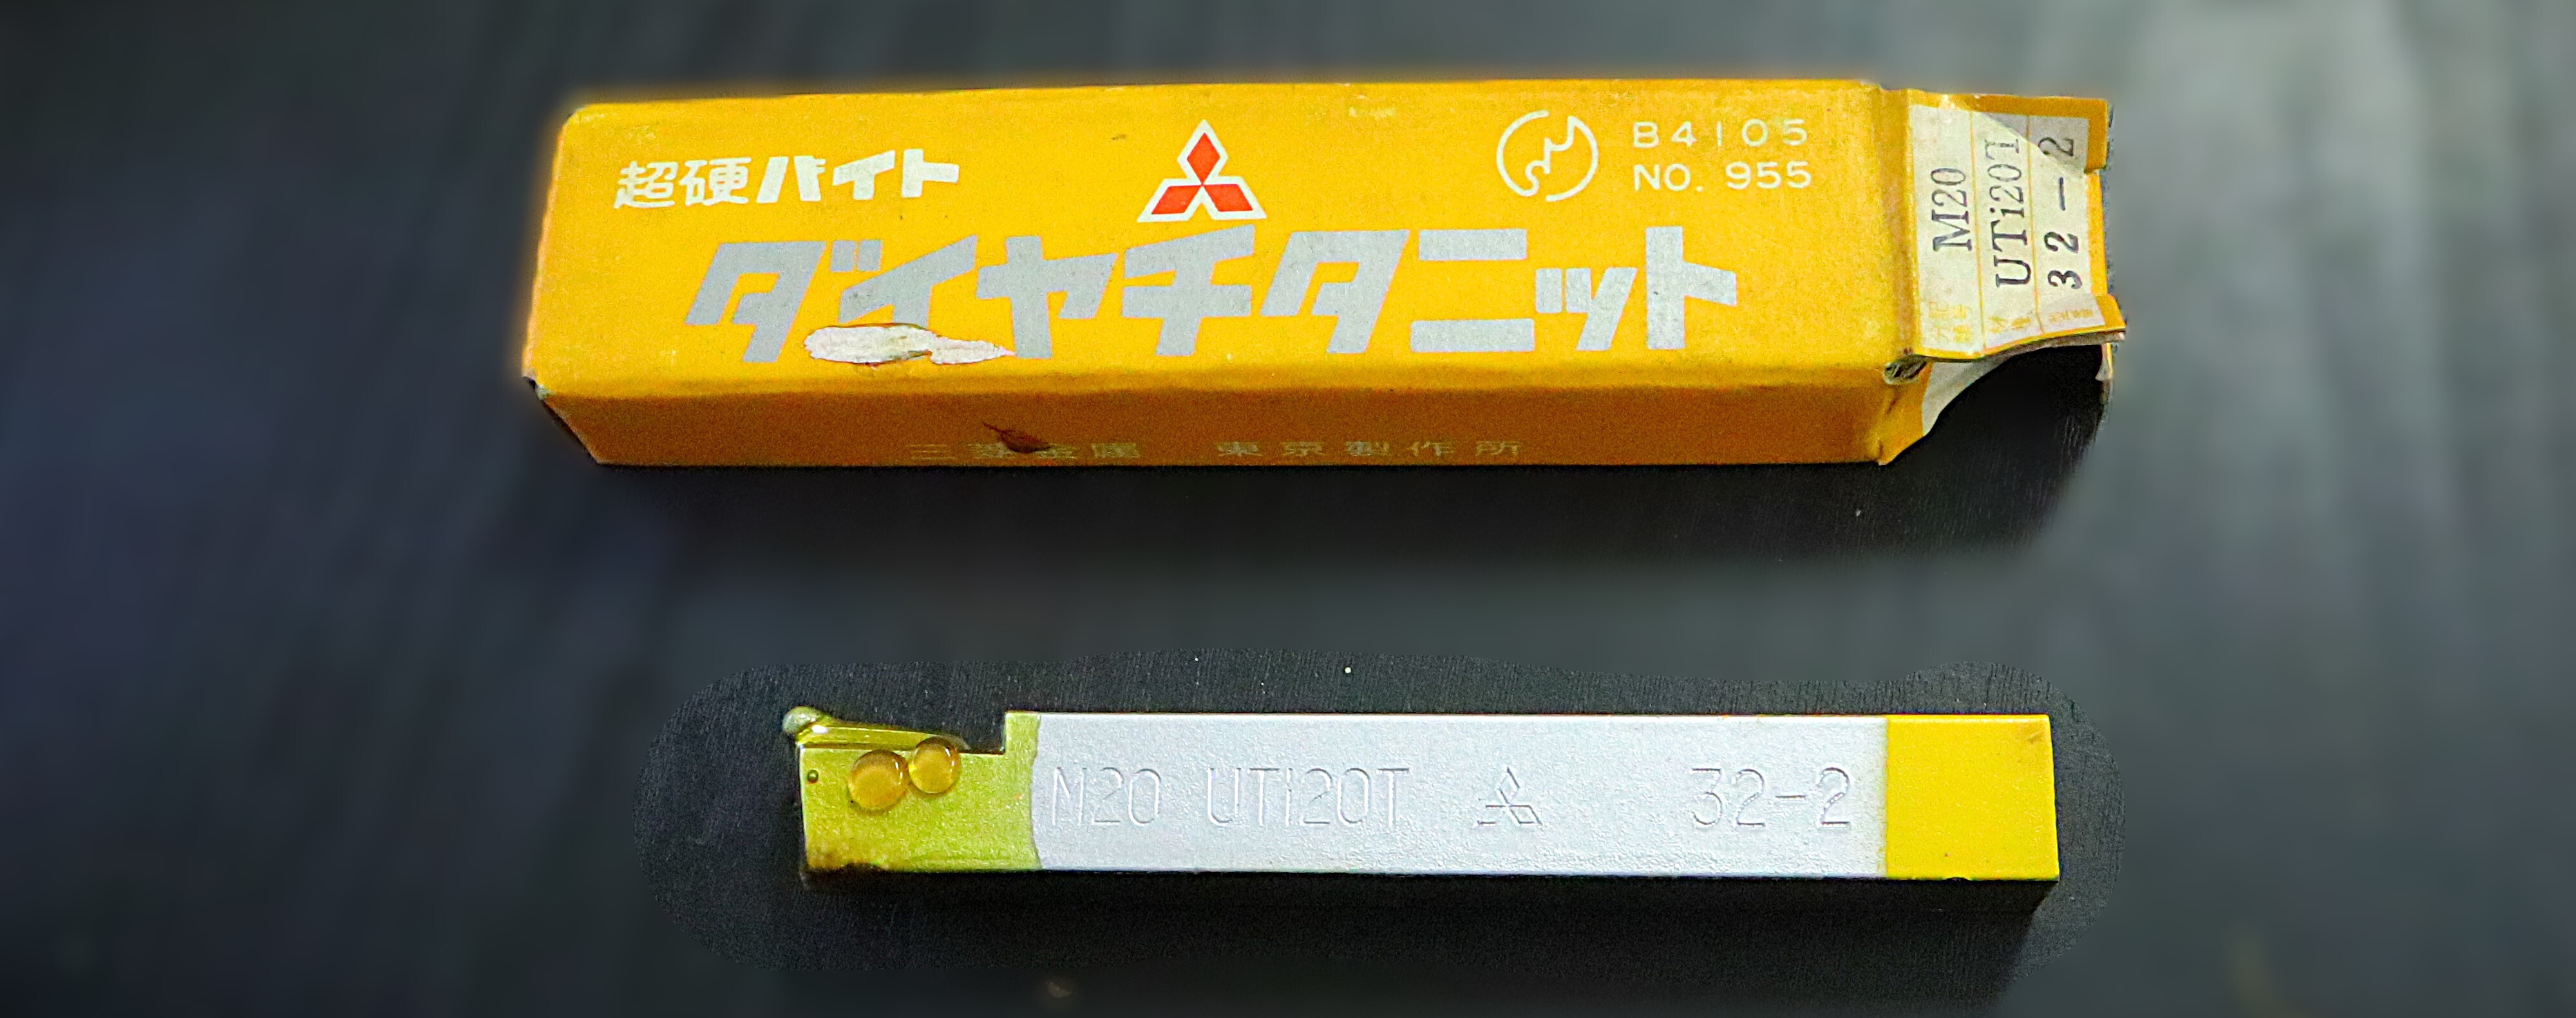 超硬バイト
B4105
NO. 955
ダイヤチタニット
M20
UTi20T
32-2
三菱金属 東京製作所
M20 UTi20T 32-2